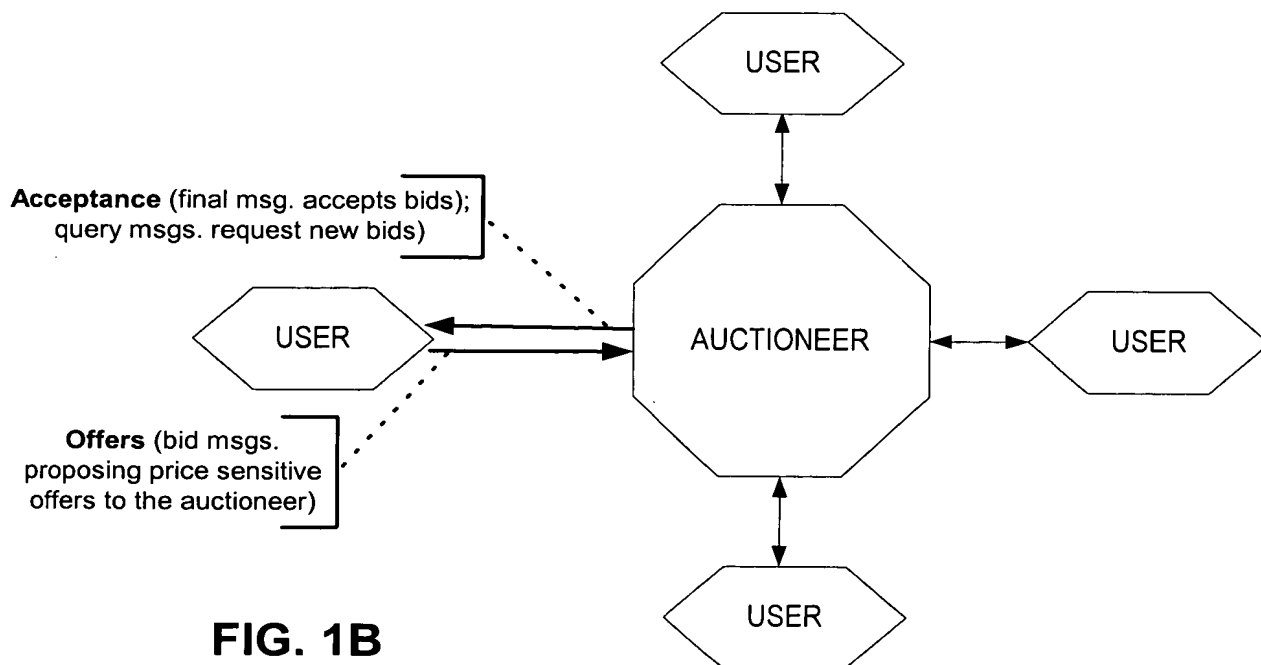 USER
Acceptance (final msg. accepts bids);
query msgs. request new bids)
USER
AUCTIONEER
USER
Offers (bid msgs.
proposing price sensitive
offers to the auctioneer)
USER
FIG. 1B